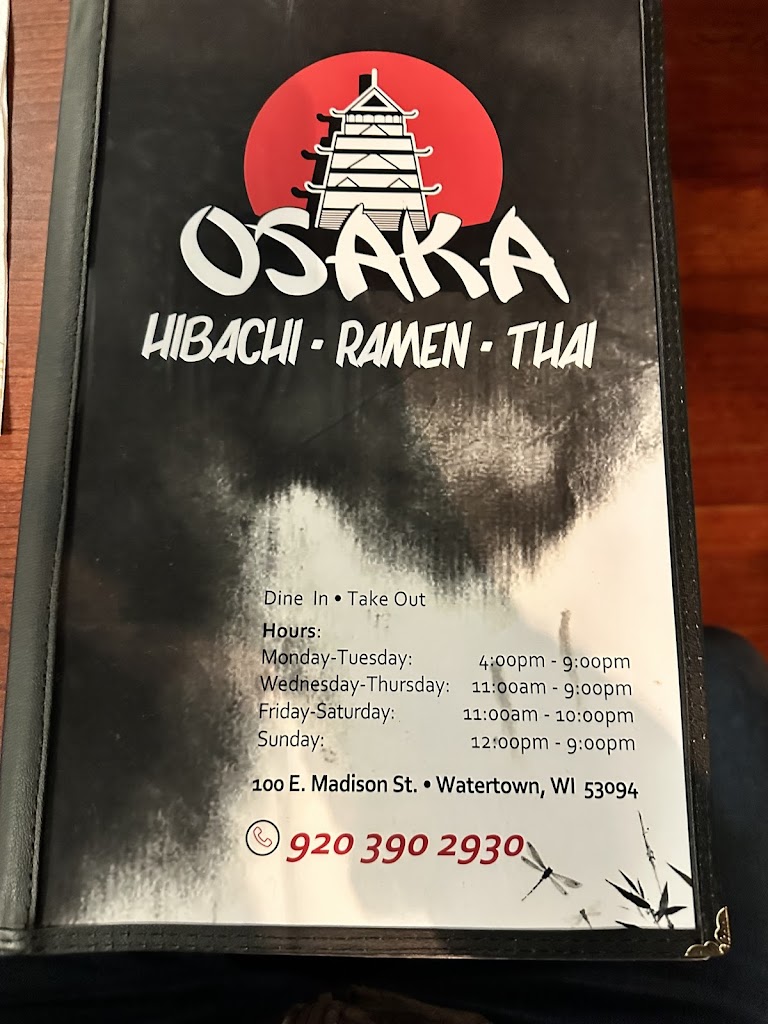 OSAKA
HIBACHI - RAMEN - THAI
Dine In • Take Out
Hours:
Monday-Tuesday: 4:00pm - 9:00pm
Wednesday-Thursday: 11:00am - 9:00pm
Friday-Saturday: 11:00am - 10:00pm
Sunday: 12:00pm - 9:00pm
100 E. Madison St. • Watertown, WI 53094
920 390 2930